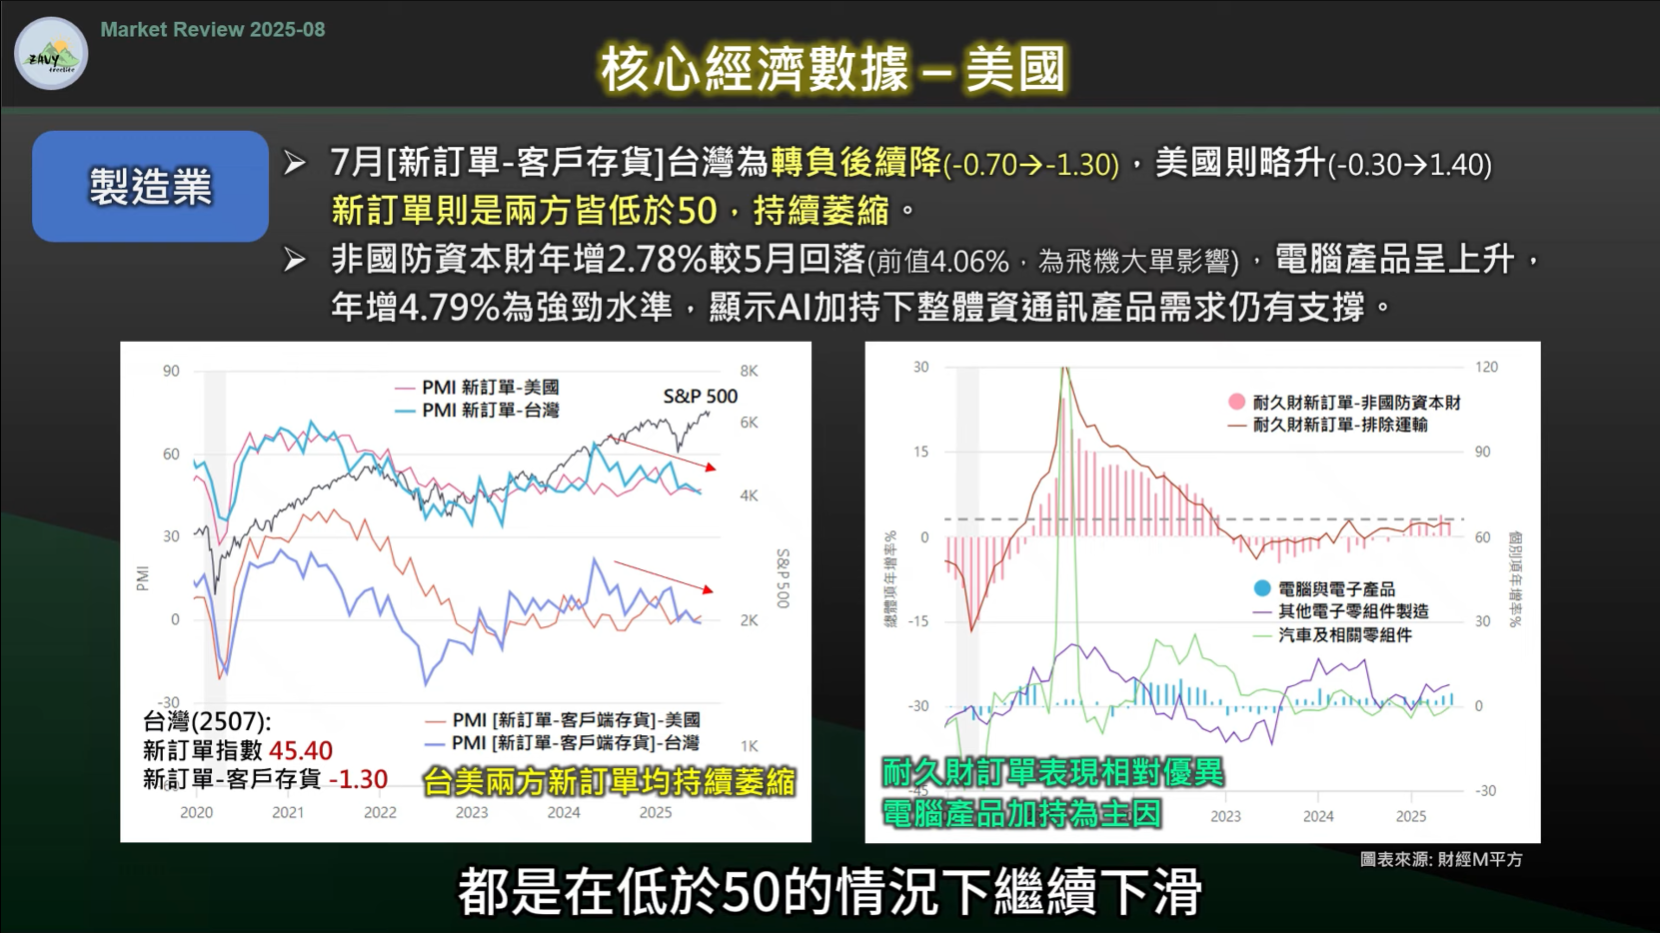 Market Review 2025-08
ZAVY
freelife
核心經濟數據 – 美國
製造業
➢ 7月[新訂單-客戶存貨]台灣為轉負後續降(-0.70→-1.30)，美國則略升(-0.30→1.40)
新訂單則是兩方皆低於50，持續萎縮。
➢ 非國防資本財年增2.78%較5月回落(前值4.06%，為飛機大單影響)，電腦產品呈上升，
年增4.79%為強勁水準，顯示AI加持下整體資通訊產品需求仍有支撐。
90
60
30
0
-30
PMI
PMI 新訂單-美國
PMI 新訂單-台灣
S&P 500
8K
6K
4K
2K
1K
S&P 500
PMI [新訂單-客戶端存貨]-美國
PMI [新訂單-客戶端存貨]-台灣
台灣(2507):
新訂單指數 45.40
新訂單-客戶存貨 -1.30
台美兩方新訂單均持續萎縮
2020 2021 2022 2023 2024 2025
30
15
0
-15
-30
-45
總體項年增率%
耐久財新訂單-非國防資本財
耐久財新訂單-排除運輸
電腦與電子產品
其他電子零組件製造
汽車及相關零組件
120
90
60
30
0
-30
個別項年增率%
耐久財訂單表現相對優異
電腦產品加持為主因
2023 2024 2025
圖表來源: 財經M平方
都是在低於50的情況下繼續下滑